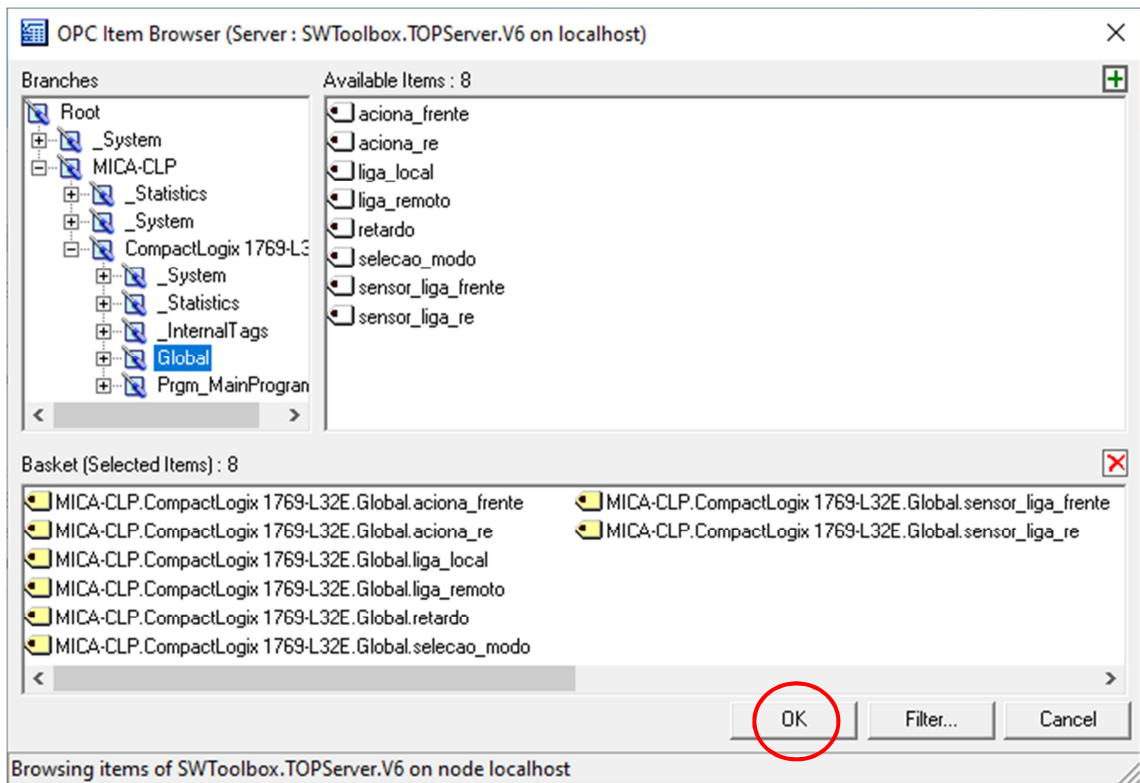 OPC Item Browser (Server : SWToolbox.TOPServer.V6 on localhost)
Branches
Root
_System
MICA-CLP
_Statistics
_System
CompactLogix 1769-L3
_System
_Statistics
_InternalTags
Global
Prgm_MainProgran
Available Items : 8
aciona_frente
aciona_re
liga_local
liga_remoto
retardo
selecao_modo
sensor_liga_frente
sensor_liga_re
Basket (Selected Items) : 8
MICA-CLP.CompactLogix 1769-L32E.Global.aciona_frente
MICA-CLP.CompactLogix 1769-L32E.Global.aciona_re
MICA-CLP.CompactLogix 1769-L32E.Global.liga_local
MICA-CLP.CompactLogix 1769-L32E.Global.liga_remoto
MICA-CLP.CompactLogix 1769-L32E.Global.retardo
MICA-CLP.CompactLogix 1769-L32E.Global.selecao_modo
MICA-CLP.CompactLogix 1769-L32E.Global.sensor_liga_frente
MICA-CLP.CompactLogix 1769-L32E.Global.sensor_liga_re
OK
Filter...
Cancel
Browsing items of SWToolbox.TOPServer.V6 on node localhost